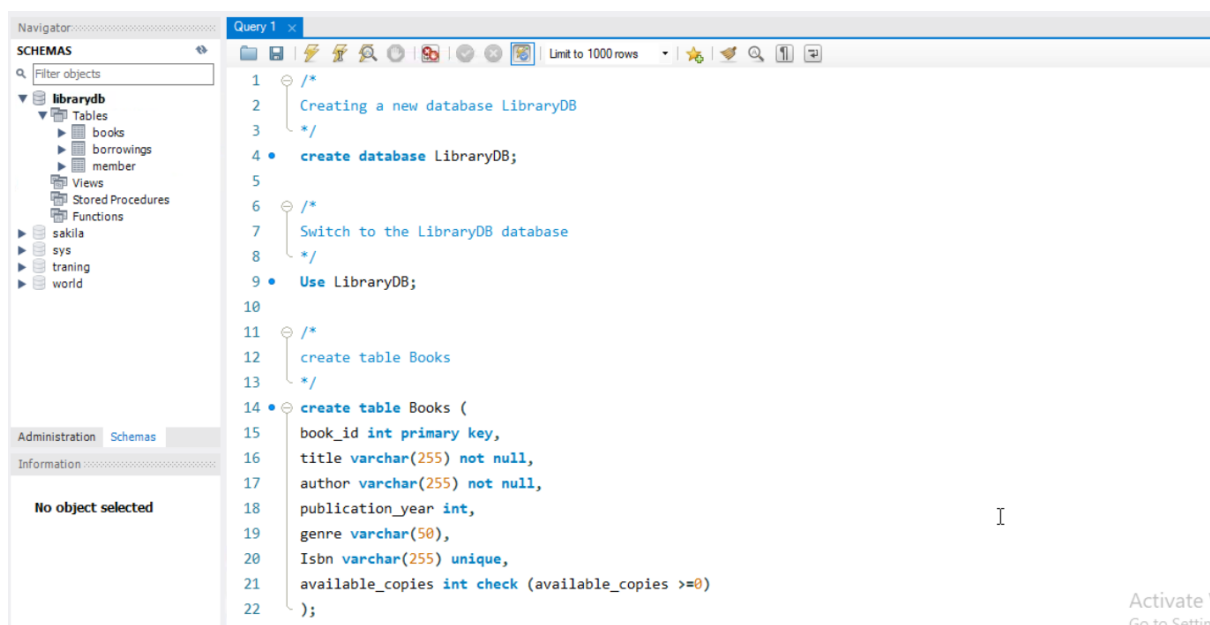 Navigator
SCHEMAS
Filter objects
librarydb
Tables
books
borrowings
member
Views
Stored Procedures
Functions
sakila
sys
traning
world
Administration Schemas
Information
No object selected
Query 1
Limit to 1000 rows
1 /*
2 Creating a new database LibraryDB
3 */
4 create database LibraryDB;
5
6 /*
7 Switch to the LibraryDB database
8 */
9 Use LibraryDB;
10
11 /*
12 create table Books
13 */
14 create table Books (
15 book_id int primary key,
16 title varchar(255) not null,
17 author varchar(255) not null,
18 publication_year int,
19 genre varchar(50),
20 Isbn varchar(255) unique,
21 available_copies int check (available_copies >=0)
22 );
Activate
Go to